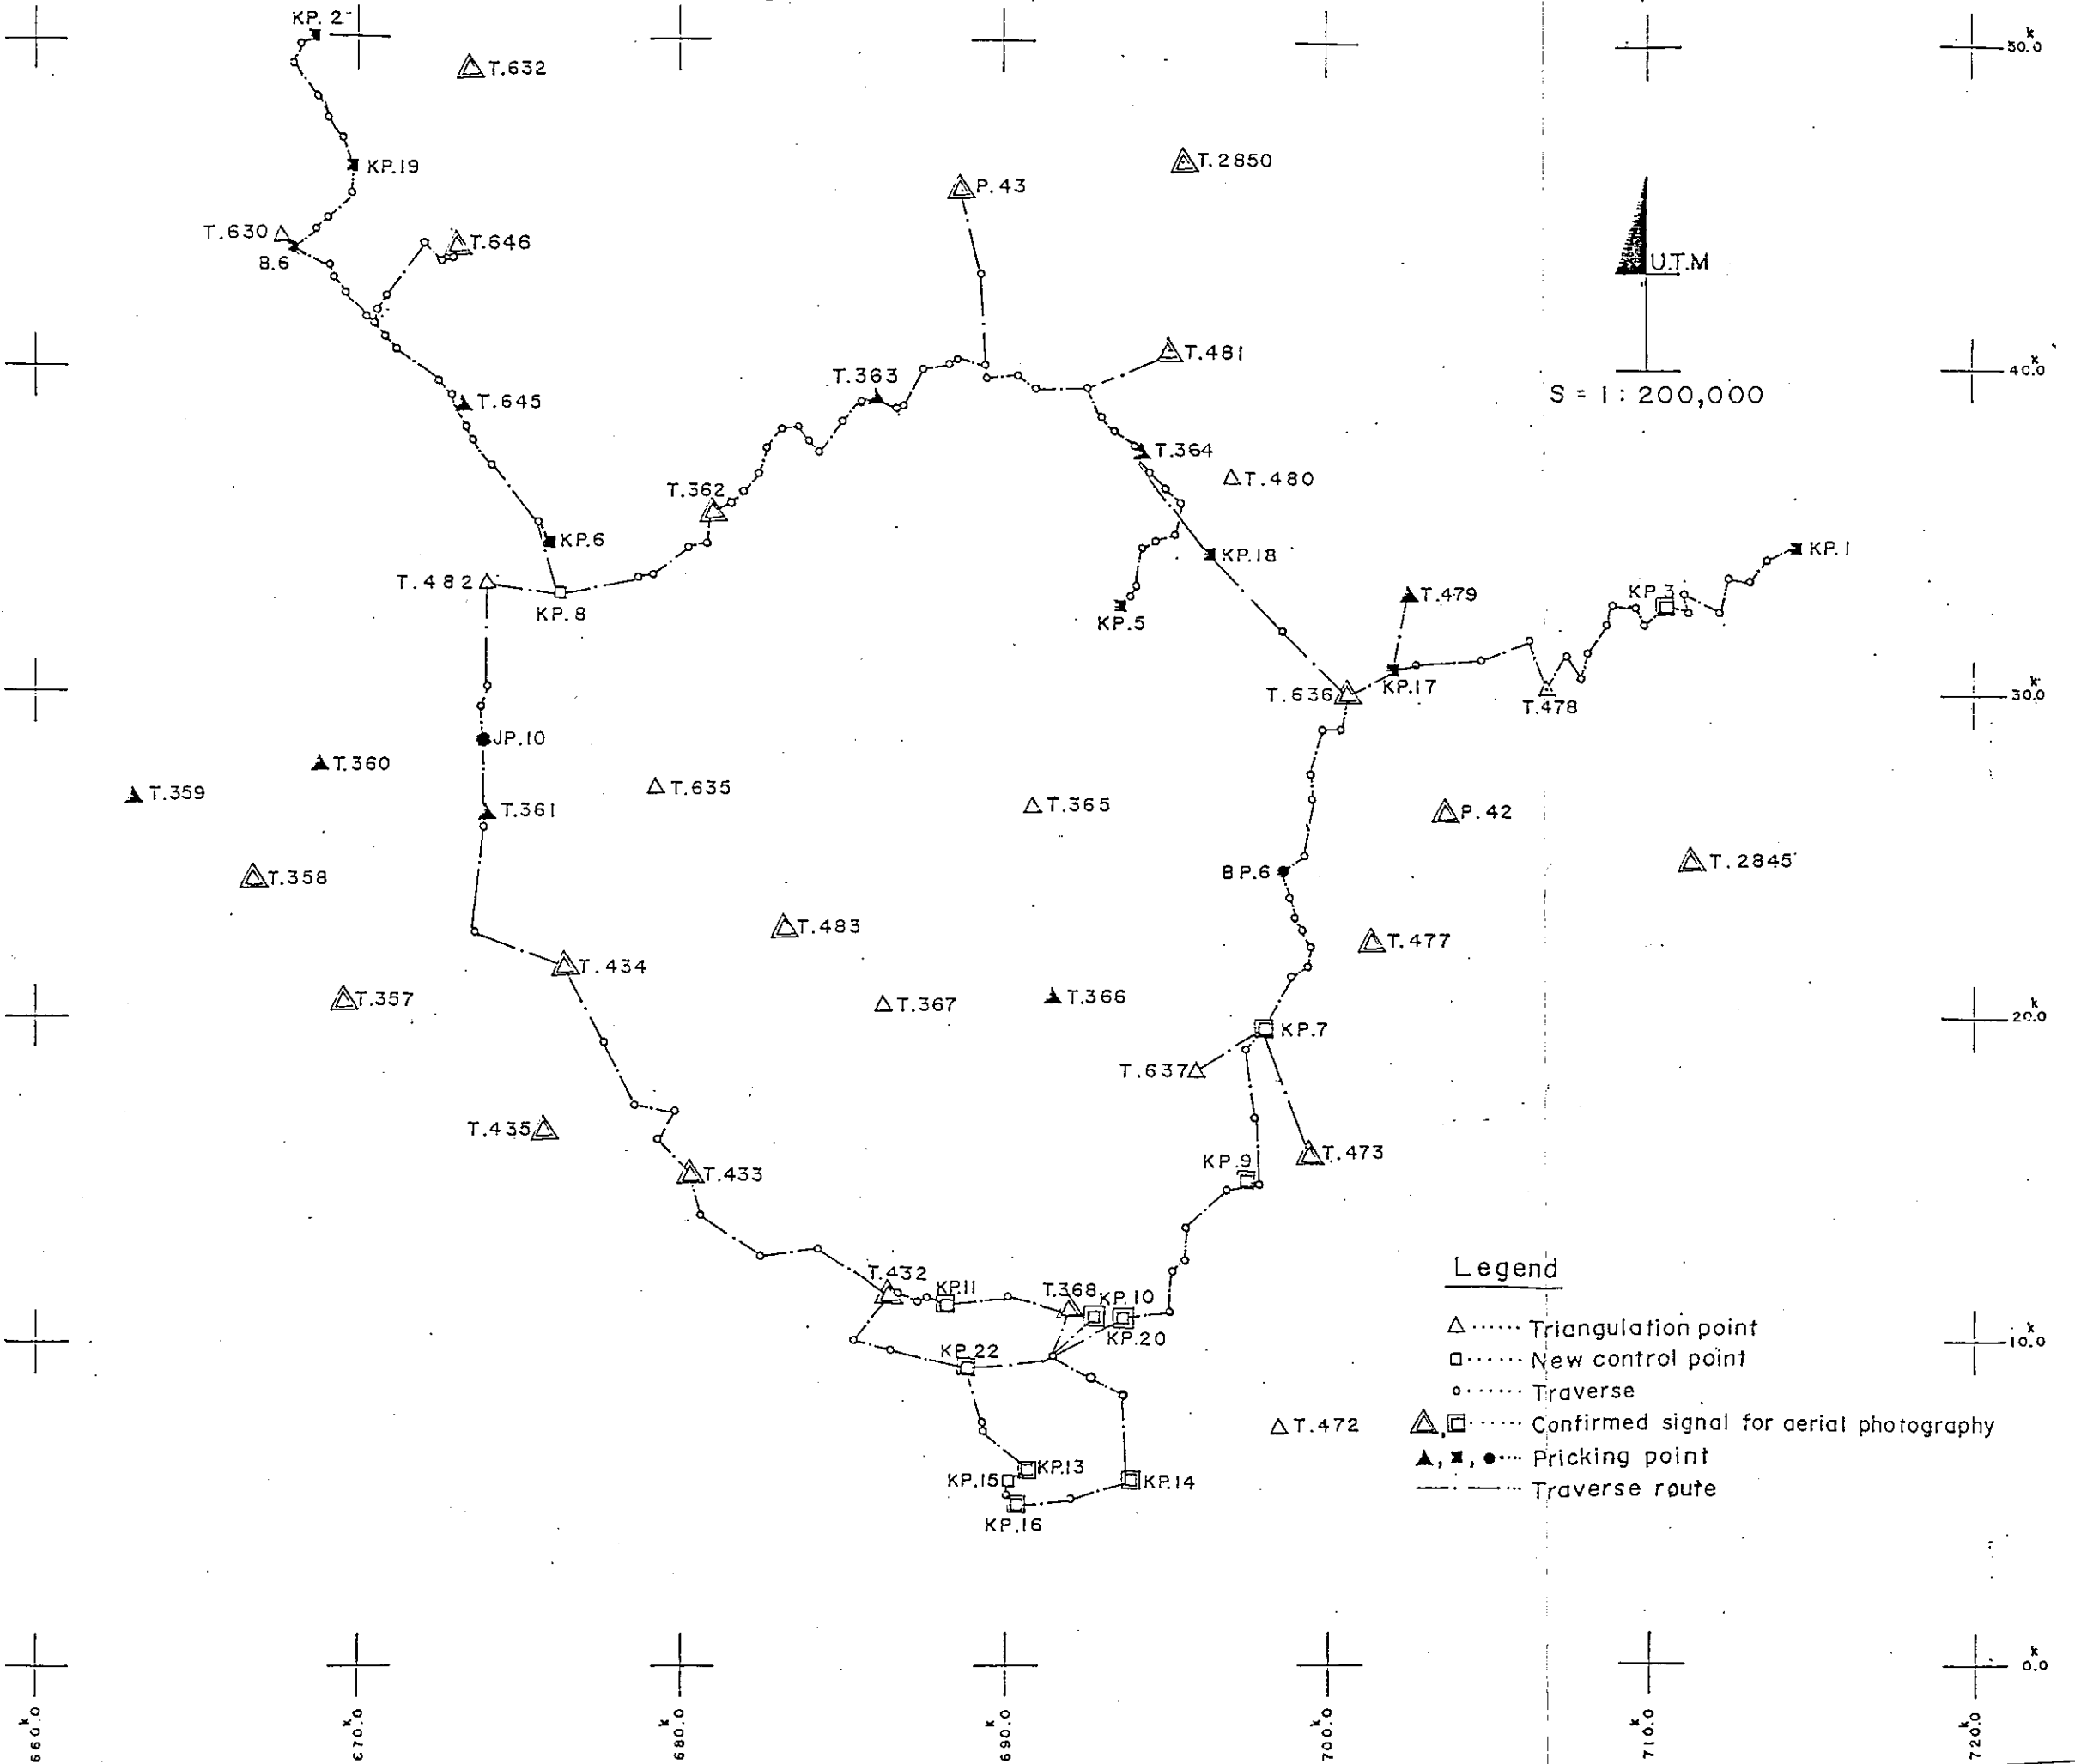 KP. 2
50.0 k
T.632
KP.19
T.2850
P.43
T.630
T.646
B.6
U.T.M
T.481
T.363
40.0 k
S = 1: 200,000
T.645
T.364
T.480
T.362
KP.6
KP.18
KP.1
T.482
T.479
KP.3
KP.8
KP.5
T.636
KP.17
30.0 k
T.478
JP.10
T.360
T.359
T.635
T.361
T.365
P.42
T.358
BP.6
T.2845
T.483
T.477
T.434
T.357
T.367
T.366
20.0 k
KP.7
T.637
T.435
T.473
KP.9
T.433
Legend
T.432
KP.11
T.368
KP.10
KP.20
Triangulation point
10.0 k
KP.22
New control point
Traverse
T.472
Confirmed signal for aerial photography
KP.13
Pricking point
KP.15
KP.14
Traverse route
KP.16
0.0 k
660.0 k
670.0 k
680.0 k
690.0 k
700.0 k
710.0 k
720.0 k